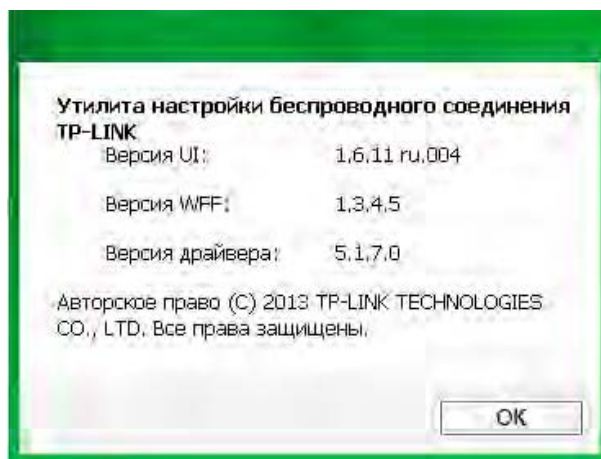 Утилита настройки беспроводного соединения
TP-LINK
Версия UI: 1.6.11 ru.004
Версия WFF: 1.3.4.5
Версия драйвера: 5.1.7.0
Авторское право (C) 2013 TP-LINK TECHNOLOGIES
CO., LTD. Все права защищены.
OK